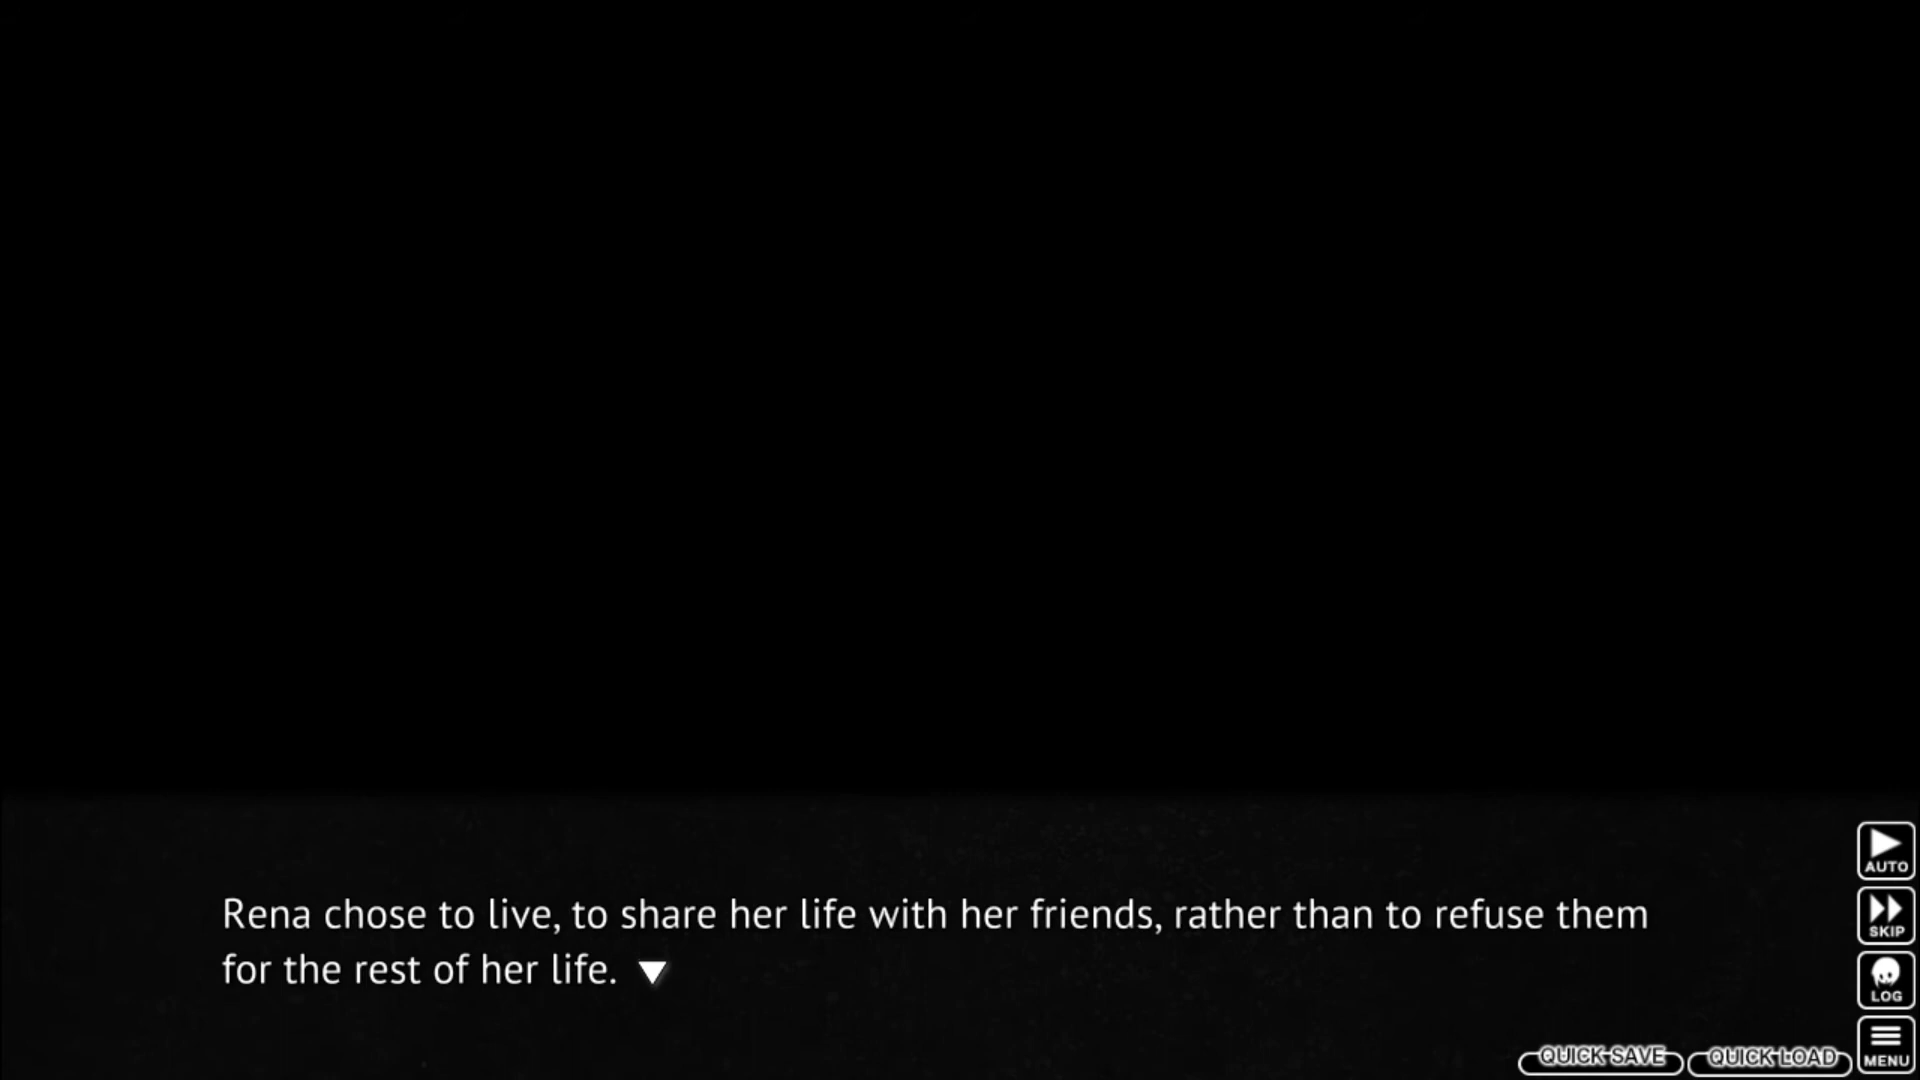 Rena chose to live, to share her life with her friends, rather than to refuse them
for the rest of her life.
AUTO
SKIP
LOG
MENU
QUICK SAVE
QUICK LOAD